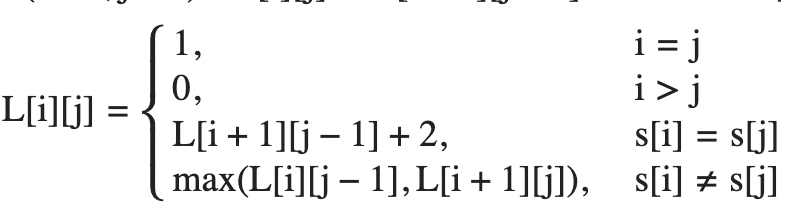 L[i][j] = { 1, i = j
0, i > j
L[i + 1][j − 1] + 2, s[i] = s[j]
max(L[i][j − 1], L[i + 1][j]), s[i] ≠ s[j]